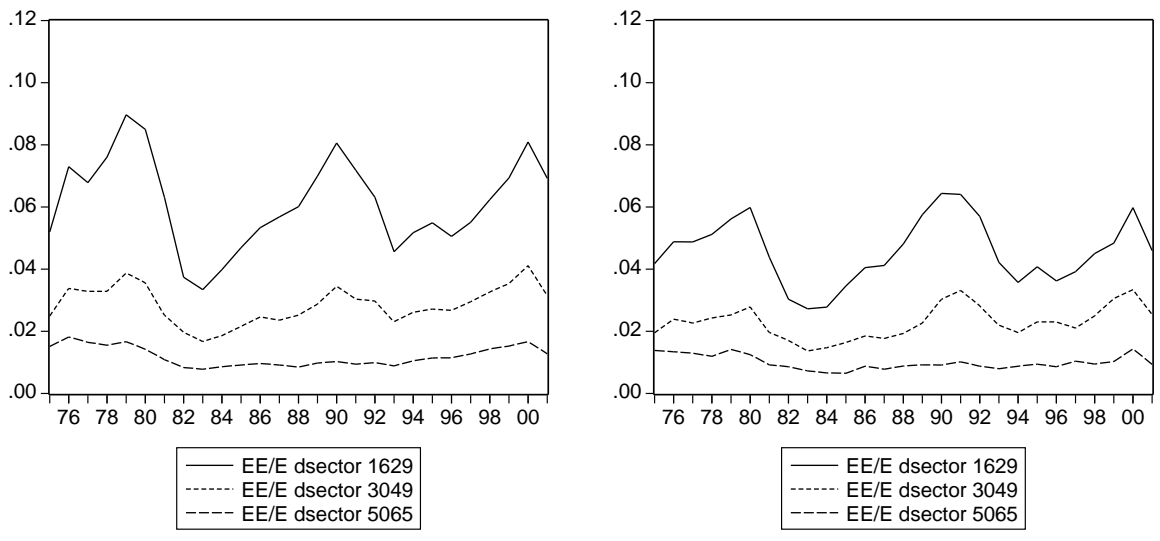 .12
.10
.08
.06
.04
.02
.00
76 78 80 82 84 86 88 90 92 94 96 98 00
EE/E dsector 1629
EE/E dsector 3049
EE/E dsector 5065
.12
.10
.08
.06
.04
.02
.00
76 78 80 82 84 86 88 90 92 94 96 98 00
EE/E dsector 1629
EE/E dsector 3049
EE/E dsector 5065